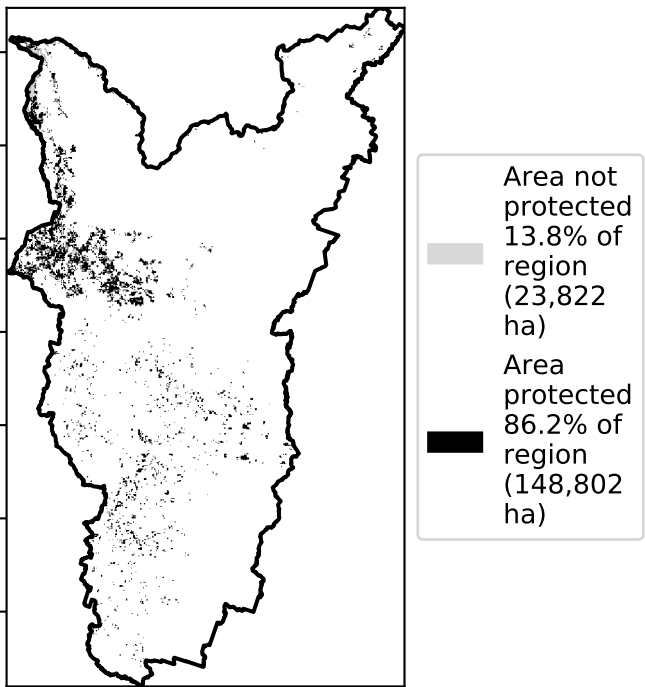 Area not
protected
13.8% of
region
(23,822
ha)
Area
protected
86.2% of
region
(148,802
ha)